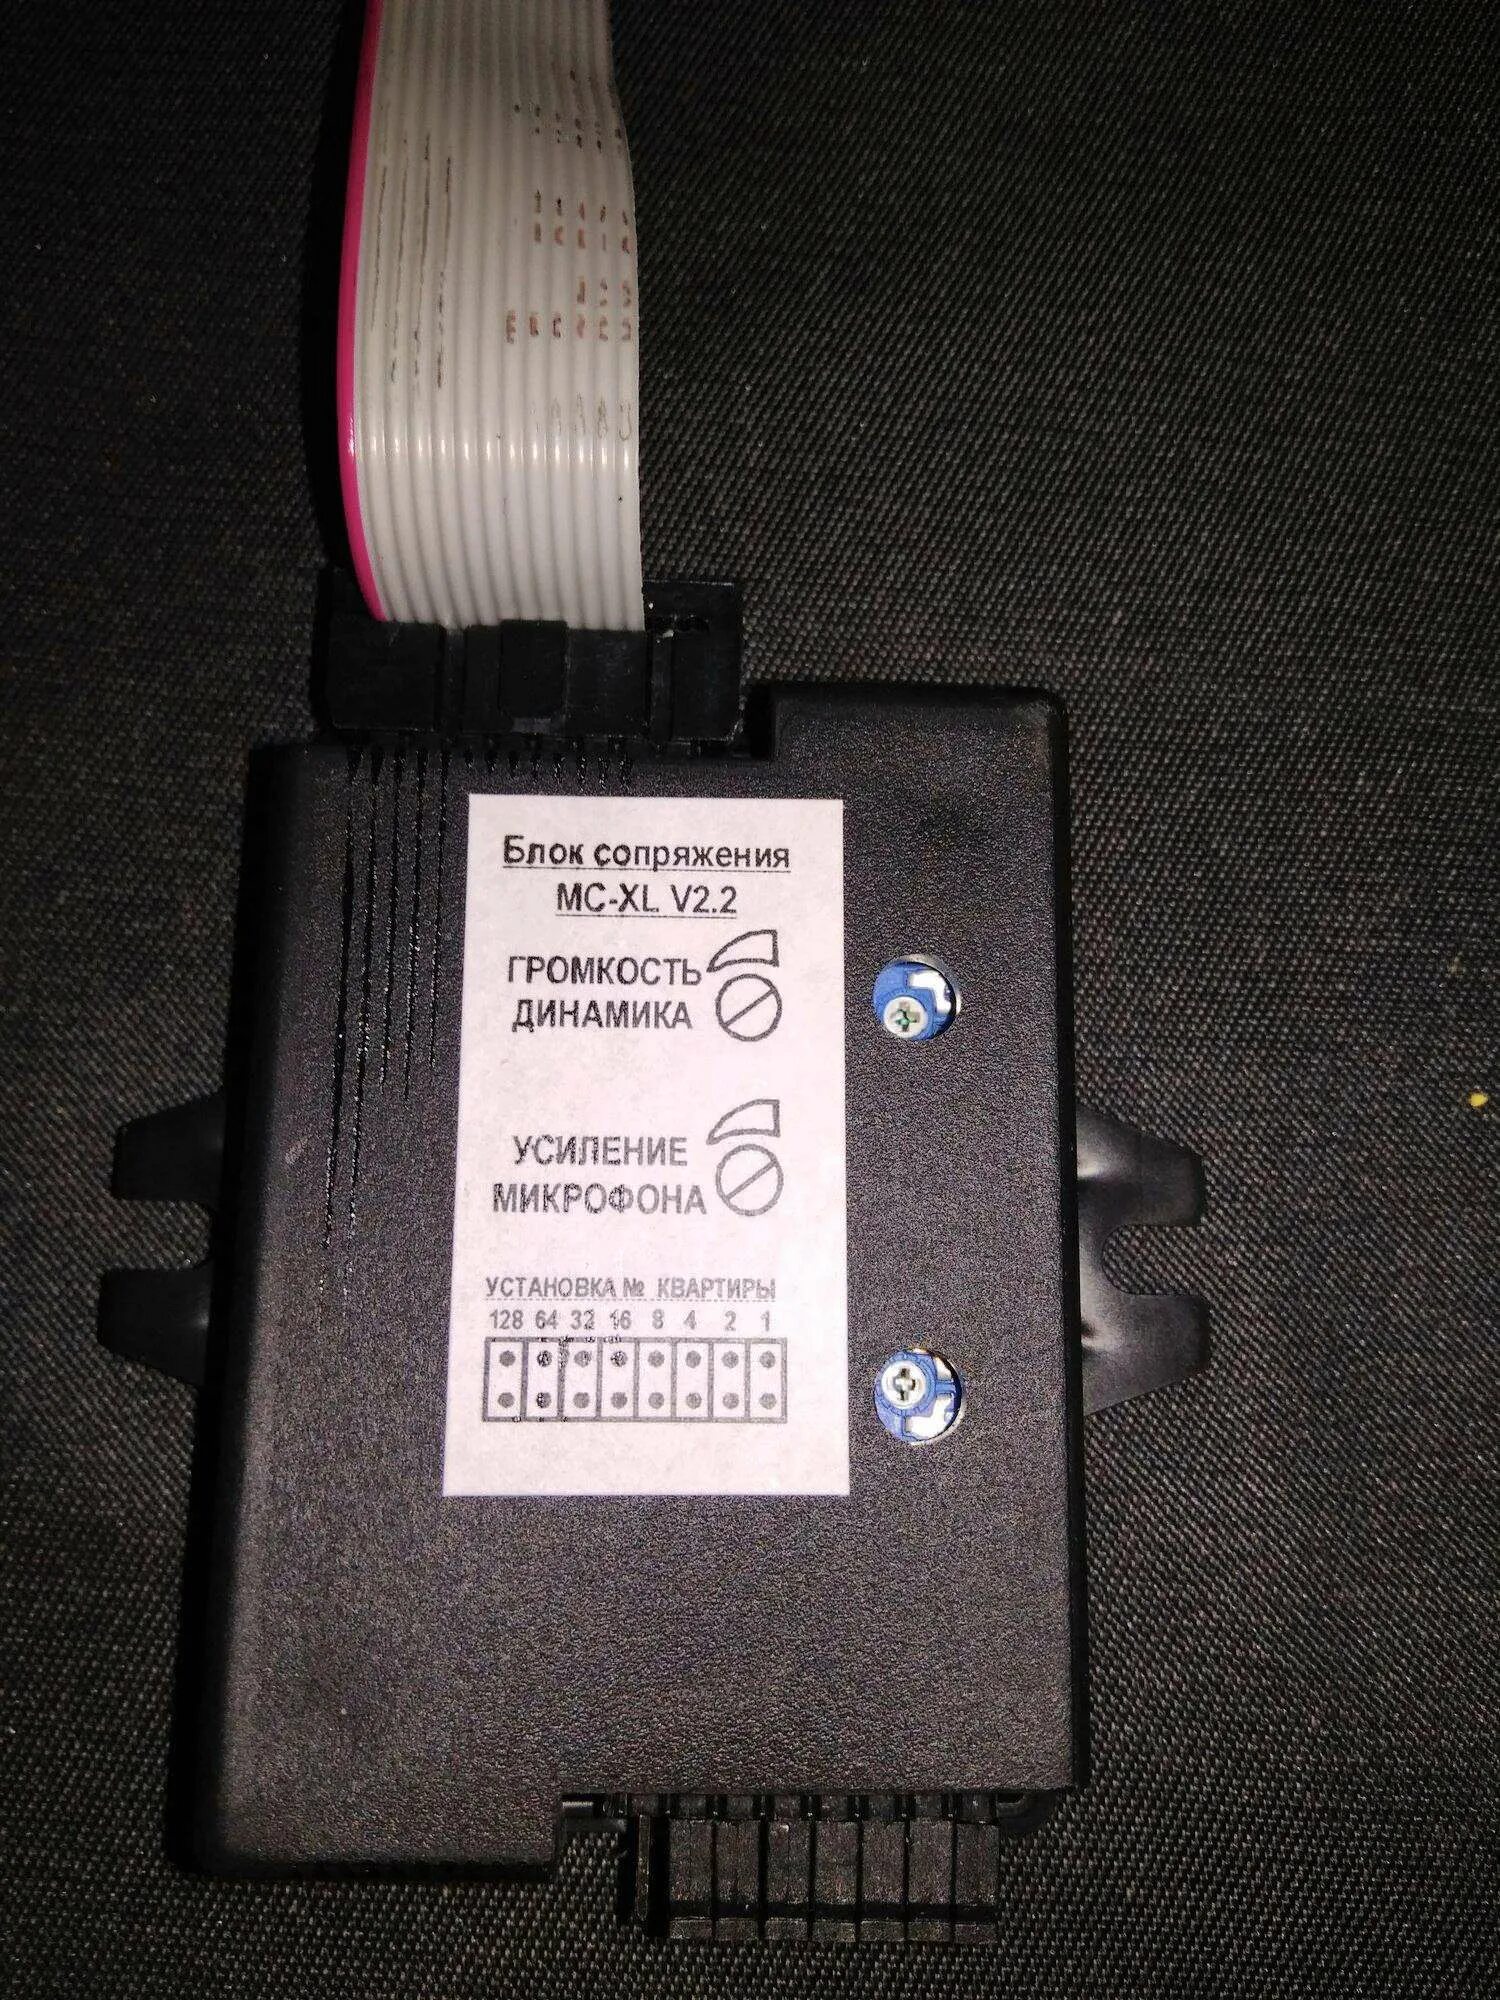 Блок сопряжения
МС-XL V2.2
ГРОМКОСТЬ
ДИНАМИКА
УСИЛЕНИЕ
МИКРОФОНА
УСТАНОВКА № КВАРТИРЫ
128 64 32 16 8 4 2 1